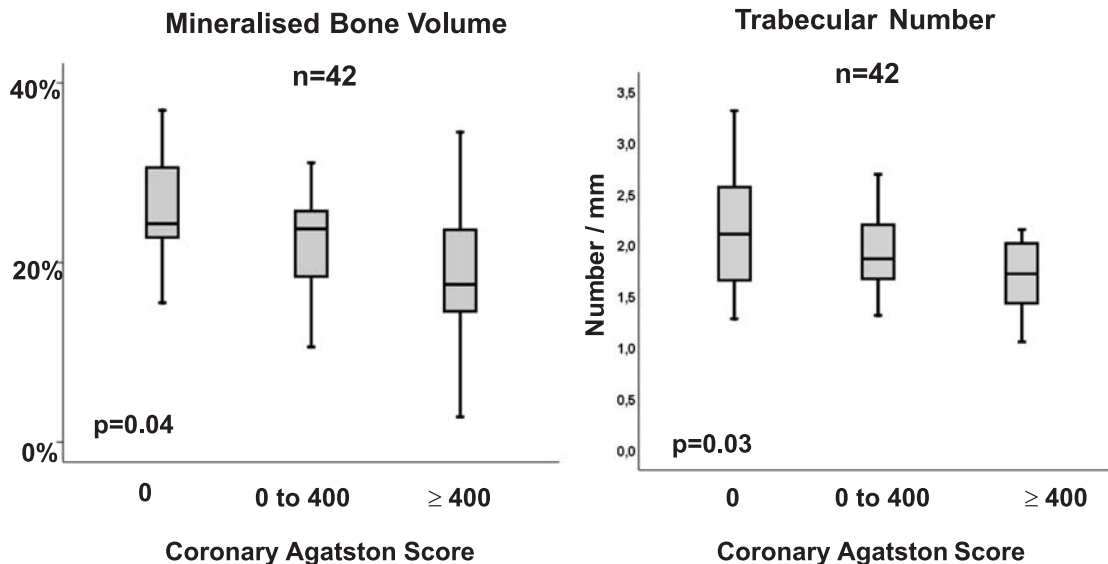 Mineralised Bone Volume
n=42
40%
20%
0%
p=0.04
0
0 to 400
≥ 400
Coronary Agatston Score
Trabecular Number
n=42
Number / mm
3,5
3,0
2,5
2,0
1,5
1,0
0,5
0,0
p=0.03
0
0 to 400
≥ 400
Coronary Agatston Score